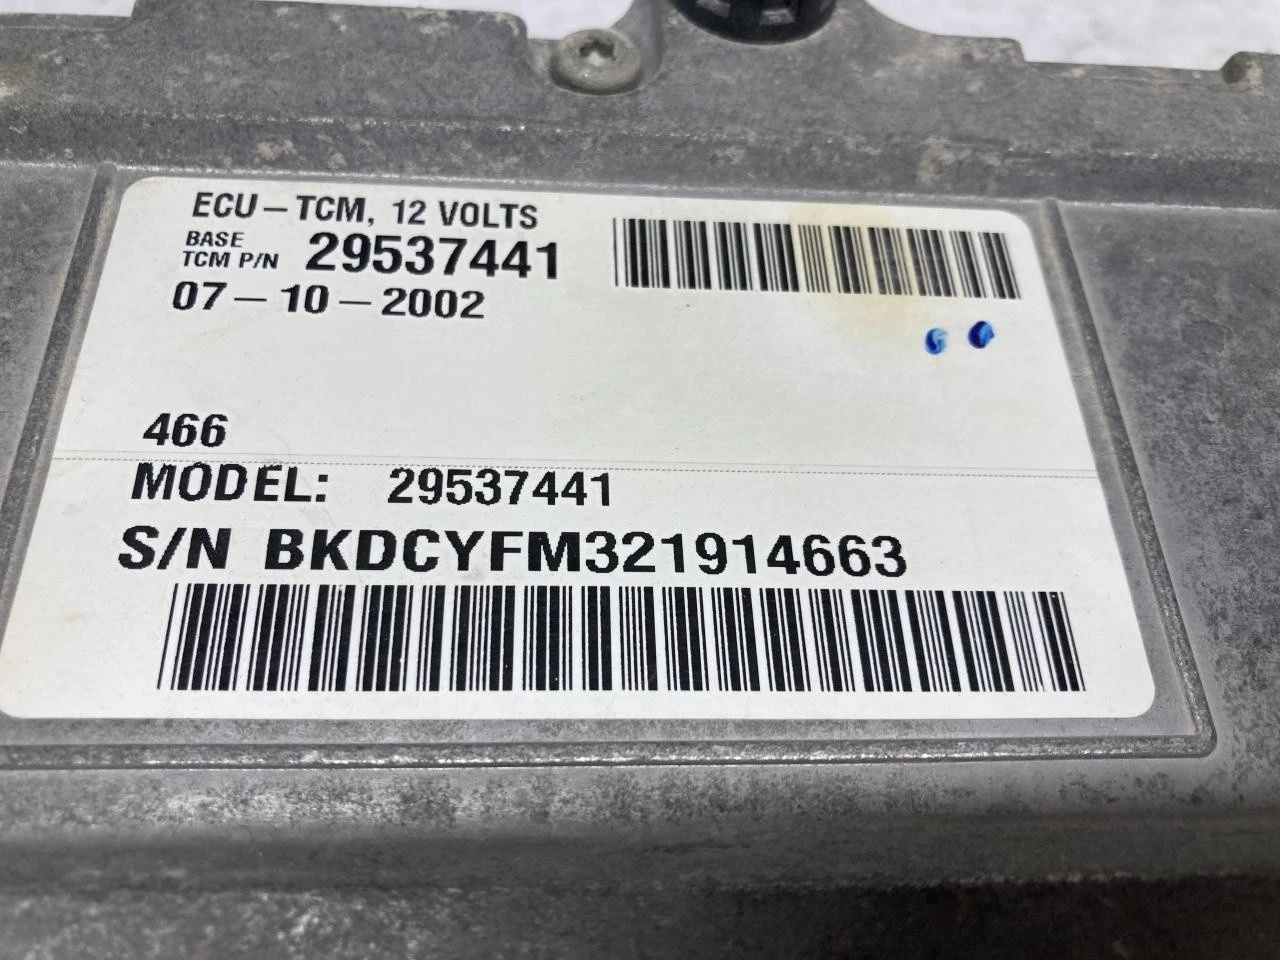 ECU-TCM, 12 VOLTS
BASE
TCM P/N 29537441
07-10-2002
466
MODEL: 29537441
S/N BKDCYFM321914663